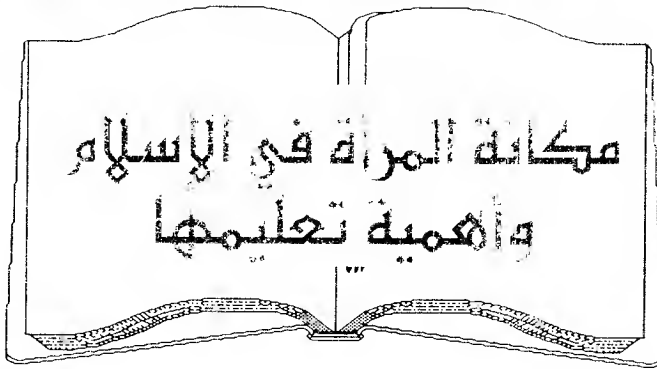 مكانة المرأة في الإسلام
وأهمية تعليمها